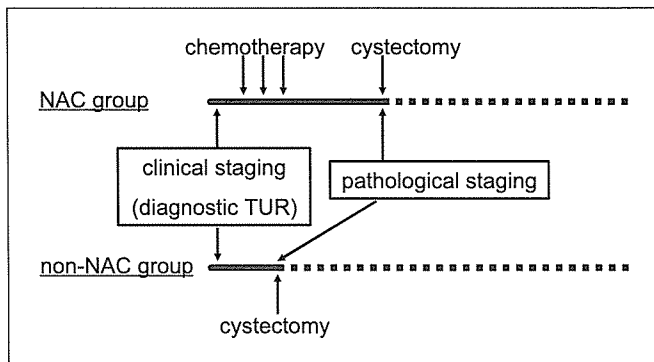 chemotherapy cystectomy
NAC group
clinical staging
(diagnostic TUR)
pathological staging
non-NAC group
cystectomy